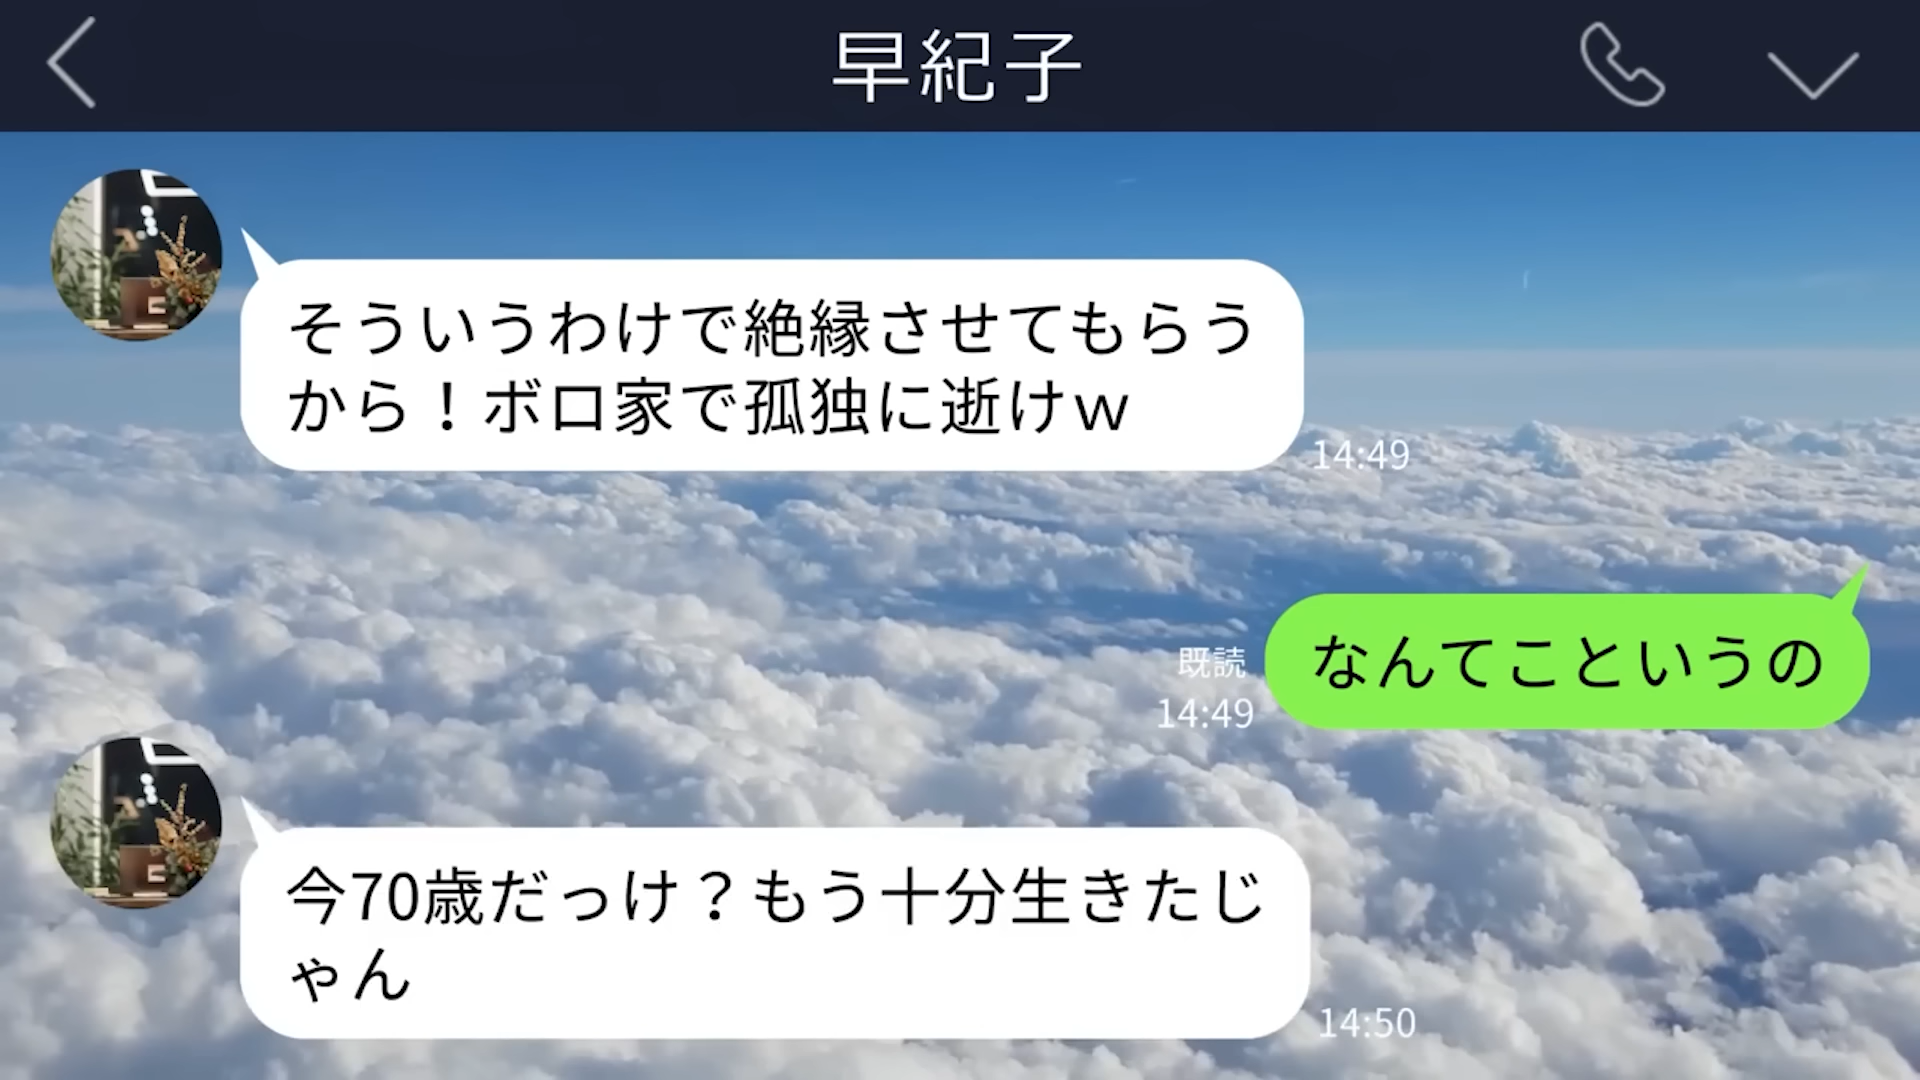 早紀子
そういうわけで絶縁させてもらう
から！ボロ家で孤独に逝けw
14:49
なんてこというの
既読
14:49
今70歳だっけ？もう十分生きたじ
ゃん
14:50